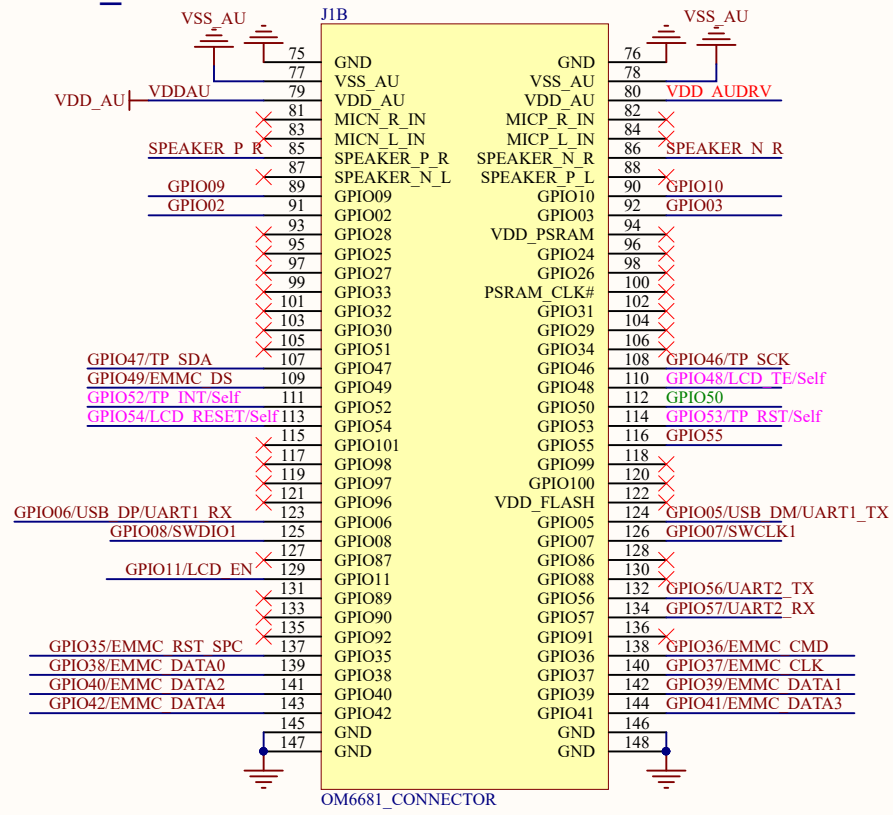 J1B
VSS_AU VSS_AU
75 GND GND 76
77 VSS_AU VSS_AU 78
VDD_AU VDDAU 79 VDD_AU VDD_AU 80 VDD_AUDRV
81 MICN_R_IN MICP_R_IN 82
83 MICN_L_IN MICP_L_IN 84
SPEAKER_P_R 85 SPEAKER_P_R SPEAKER_N_R 86 SPEAKER_N_R
87 SPEAKER_N_L SPEAKER_P_L 88
GPIO09 89 GPIO09 GPIO10 90 GPIO10
GPIO02 91 GPIO02 GPIO03 92 GPIO03
93 GPIO28 VDD_PSRAM 94
95 GPIO25 GPIO24 96
97 GPIO27 GPIO26 98
99 GPIO33 PSRAM_CLK# 100
101 GPIO32 GPIO31 102
103 GPIO30 GPIO29 104
105 GPIO51 GPIO34 106
GPIO47/TP_SDA 107 GPIO47 GPIO46 108 GPIO46/TP_SCK
GPIO49/EMMC_DS 109 GPIO49 GPIO48 110 GPIO48/LCD_TE/Self
GPIO52/TP_INT/Self 111 GPIO52 GPIO50 112 GPIO50
GPIO54/LCD_RESET/Self 113 GPIO54 GPIO53 114 GPIO53/TP_RST/Self
115 GPIO101 GPIO55 116 GPIO55
117 GPIO98 GPIO99 118
119 GPIO97 GPIO100 120
121 GPIO96 VDD_FLASH 122
GPIO06/USB_DP/UART1_RX 123 GPIO06 GPIO05 124 GPIO05/USB_DM/UART1_TX
GPIO08/SWDIO1 125 GPIO08 GPIO07 126 GPIO07/SWCLK1
127 GPIO87 GPIO86 128
GPIO11/LCD_EN 129 GPIO11 GPIO88 130
131 GPIO89 GPIO56 132 GPIO56/UART2_TX
133 GPIO90 GPIO57 134 GPIO57/UART2_RX
135 GPIO92 GPIO91 136
GPIO35/EMMC_RST_SPC 137 GPIO35 GPIO36 138 GPIO36/EMMC_CMD
GPIO38/EMMC_DATA0 139 GPIO38 GPIO37 140 GPIO37/EMMC_CLK
GPIO40/EMMC_DATA2 141 GPIO40 GPIO39 142 GPIO39/EMMC_DATA1
GPIO42/EMMC_DATA4 143 GPIO42 GPIO41 144 GPIO41/EMMC_DATA3
145 GND GND 146
147 GND GND 148
OM6681_CONNECTOR